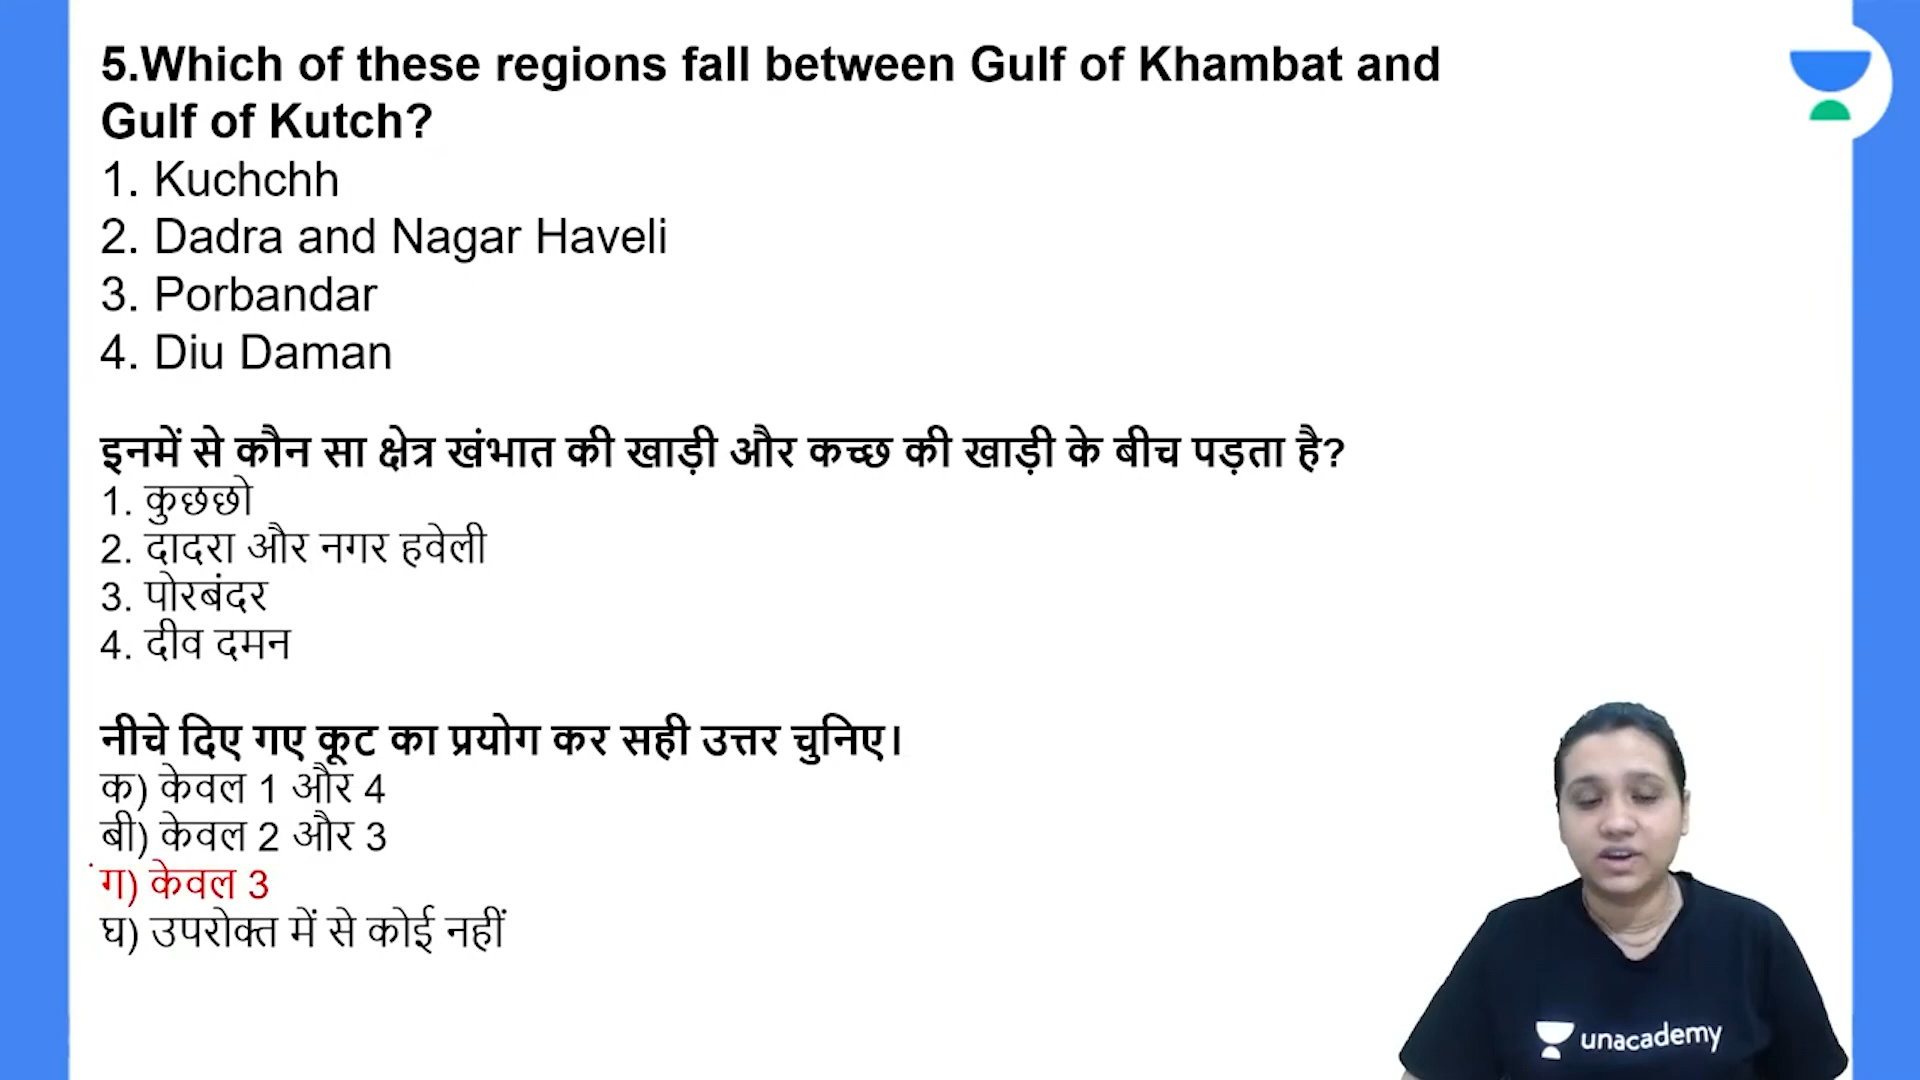 5.Which of these regions fall between Gulf of Khambat and
Gulf of Kutch?
1. Kuchchh
2. Dadra and Nagar Haveli
3. Porbandar
4. Diu Daman
इनमें से कौन सा क्षेत्र खंभात की खाड़ी और कच्छ की खाड़ी के बीच पड़ता है?
1. कुछछो
2. दादरा और नगर हवेली
3. पोरबंदर
4. दीव दमन
नीचे दिए गए कूट का प्रयोग कर सही उत्तर चुनिए।
क) केवल 1 और 4
बी) केवल 2 और 3
ग) केवल 3
घ) उपरोक्त में से कोई नहीं
unacademy